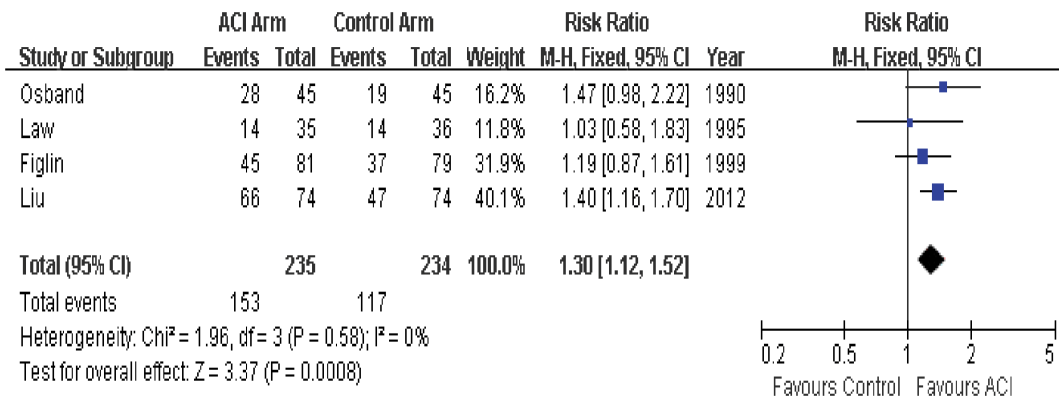 ACI Arm Control Arm Risk Ratio Risk Ratio
Study or Subgroup Events Total Events Total Weight M-H, Fixed, 95% CI Year M-H, Fixed, 95% CI
Osband 28 45 19 45 16.2% 1.47 [0.98, 2.22] 1990
Law 14 35 14 36 11.8% 1.03 [0.58, 1.83] 1995
Figlin 45 81 37 79 31.9% 1.19 [0.87, 1.61] 1999
Liu 66 74 47 74 40.1% 1.40 [1.16, 1.70] 2012
Total (95% CI) 235 234 100.0% 1.30 [1.12, 1.52]
Total events 153 117
Heterogeneity: Chi² = 1.96, df = 3 (P = 0.58); I² = 0%
Test for overall effect: Z = 3.37 (P = 0.0008)
0.2 0.5 1 2 5
Favours Control Favours ACI